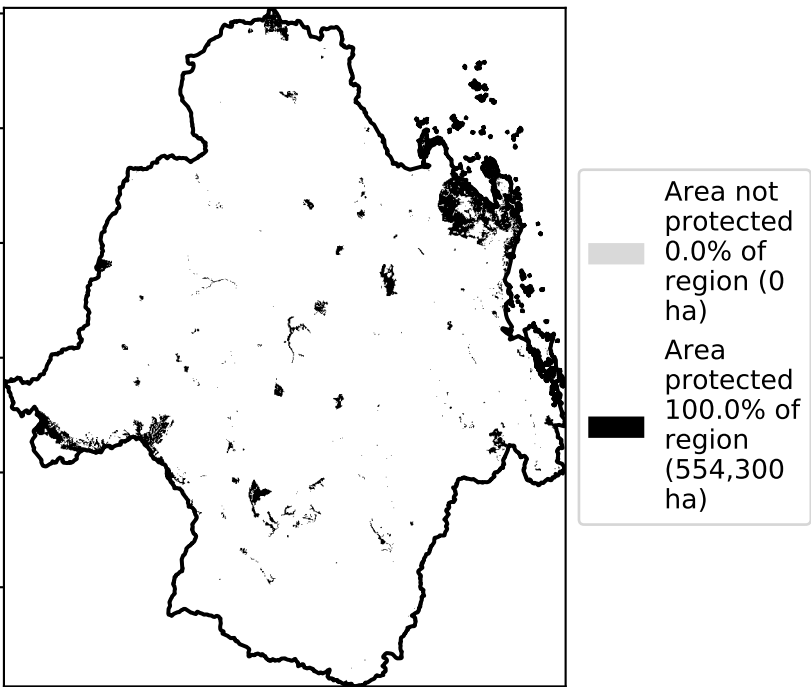 Area not
protected
0.0% of
region (0
ha)
Area
protected
100.0% of
region
(554,300
ha)